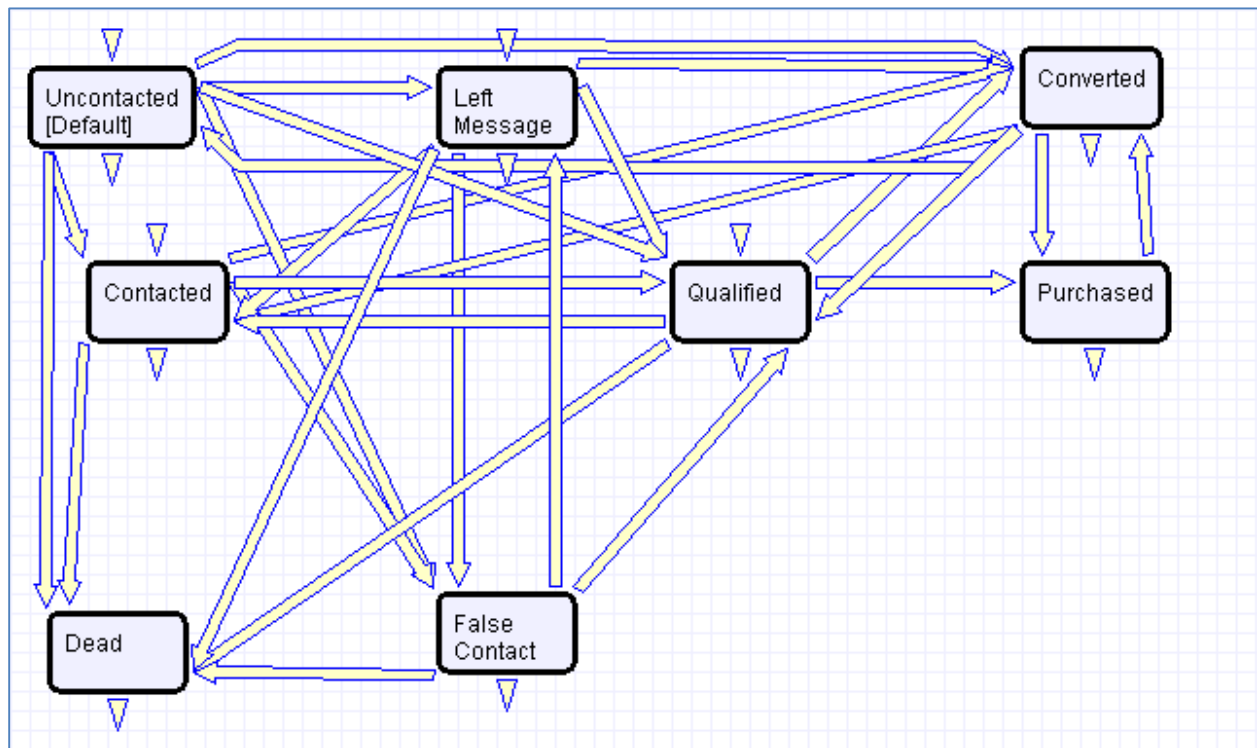 Uncontacted
[Default]
Left
Message
Converted
Contacted
Qualified
Purchased
Dead
False
Contact